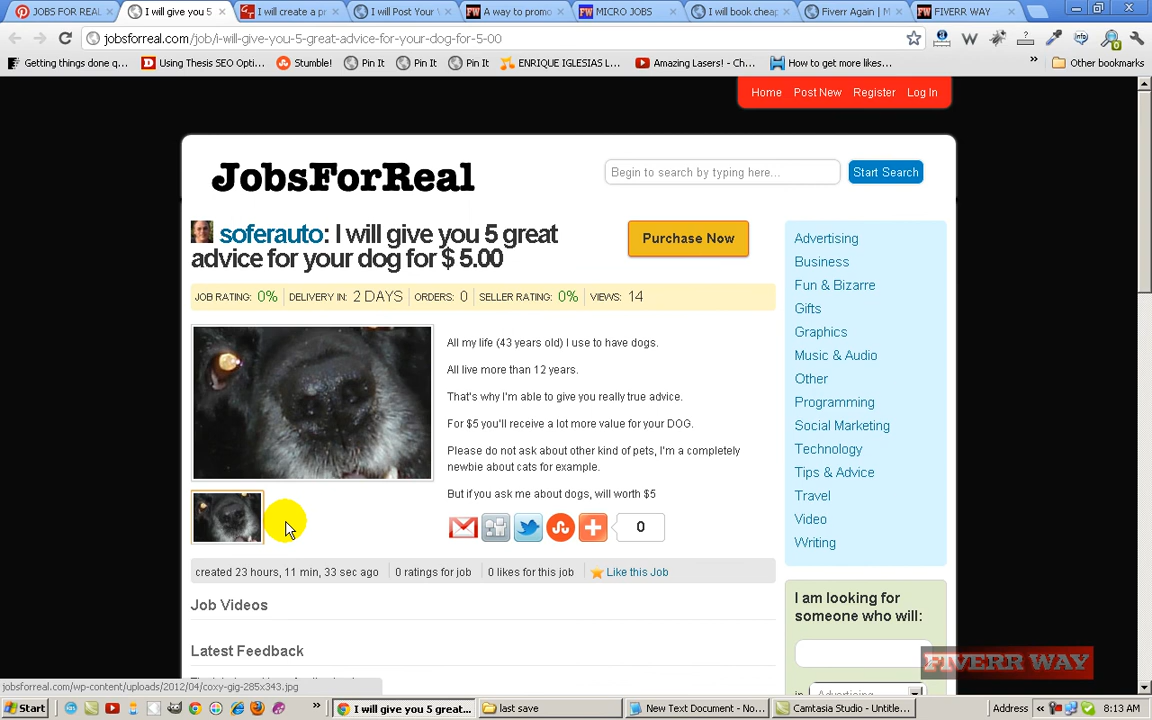 JOBS FOR REAL
I will give you 5
I will create a pr
I will Post Your
A way to promo
MICRO JOBS
I will book cheap
Fiverr Again | M
FIVERR WAY
jobsforreal.com/job/i-will-give-you-5-great-advice-for-your-dog-for-5-00
Getting things done q...
Using Thesis SEO Opti...
Stumble!
Pin It
Pin It
Pin It
ENRIQUE IGLESIAS L...
Amazing Lasers! - Ch...
How to get more likes...
Other bookmarks
Home Post New Register Log In
JobsForReal
Begin to search by typing here...
Start Search
soferauto: I will give you 5 great
advice for your dog for $ 5.00
Purchase Now
JOB RATING: 0% DELIVERY IN: 2 DAYS ORDERS: 0 SELLER RATING: 0% VIEWS: 14
All my life (43 years old) I use to have dogs.
All live more than 12 years.
That's why I'm able to give you really true advice.
For $5 you'll receive a lot more value for your DOG.
Please do not ask about other kind of pets, I'm a completely
newbie about cats for example.
But if you ask me about dogs, will worth $5
0
created 23 hours, 11 min, 33 sec ago
0 ratings for job
0 likes for this job
Like this Job
Job Videos
Latest Feedback
Advertising
Business
Fun & Bizarre
Gifts
Graphics
Music & Audio
Other
Programming
Social Marketing
Technology
Tips & Advice
Travel
Video
Writing
I am looking for
someone who will:
in Advertising
FIVERR WAY
jobsforreal.com/wp-content/uploads/2012/04/coxy-gig-285x343.jpg
Start
I will give you 5 great...
last save
New Text Document - No...
Camtasia Studio - Untitle...
Address
8:13 AM